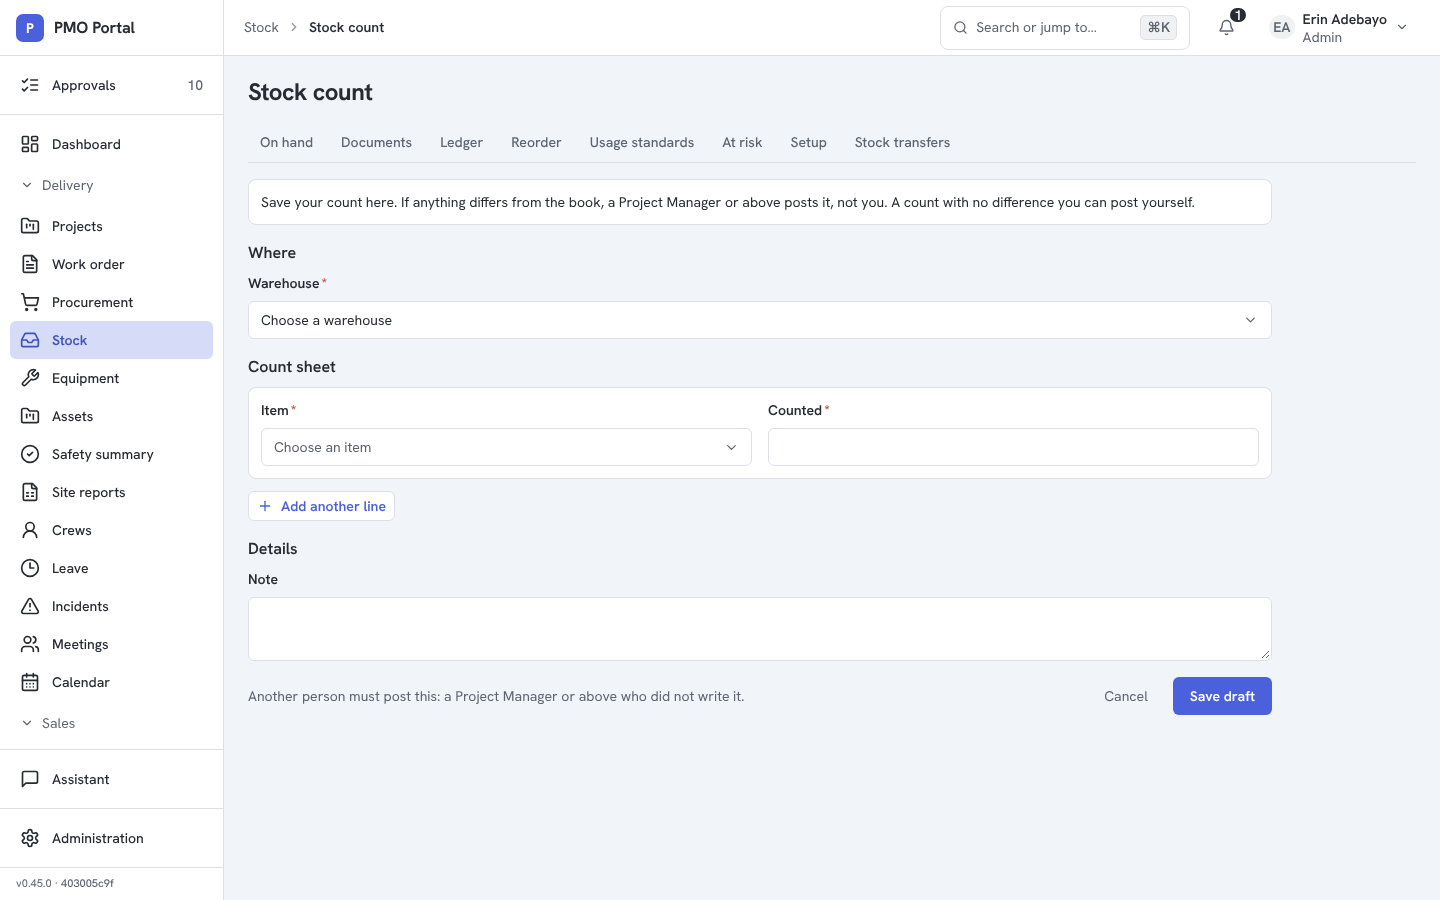 P PMO Portal
Stock > Stock count
Search or jump to... ⌘K
1
EA
Erin Adebayo
Admin
Approvals 10
Dashboard
Delivery
Projects
Work order
Procurement
Stock
Equipment
Assets
Safety summary
Site reports
Crews
Leave
Incidents
Meetings
Calendar
Sales
Assistant
Administration
v0.45.0 · 403005c9f
Stock count
On hand Documents Ledger Reorder Usage standards At risk Setup Stock transfers
Save your count here. If anything differs from the book, a Project Manager or above posts it, not you. A count with no difference you can post yourself.
Where
Warehouse *
Choose a warehouse
Count sheet
Item * Counted *
Choose an item
+ Add another line
Details
Note
Another person must post this: a Project Manager or above who did not write it.
Cancel Save draft